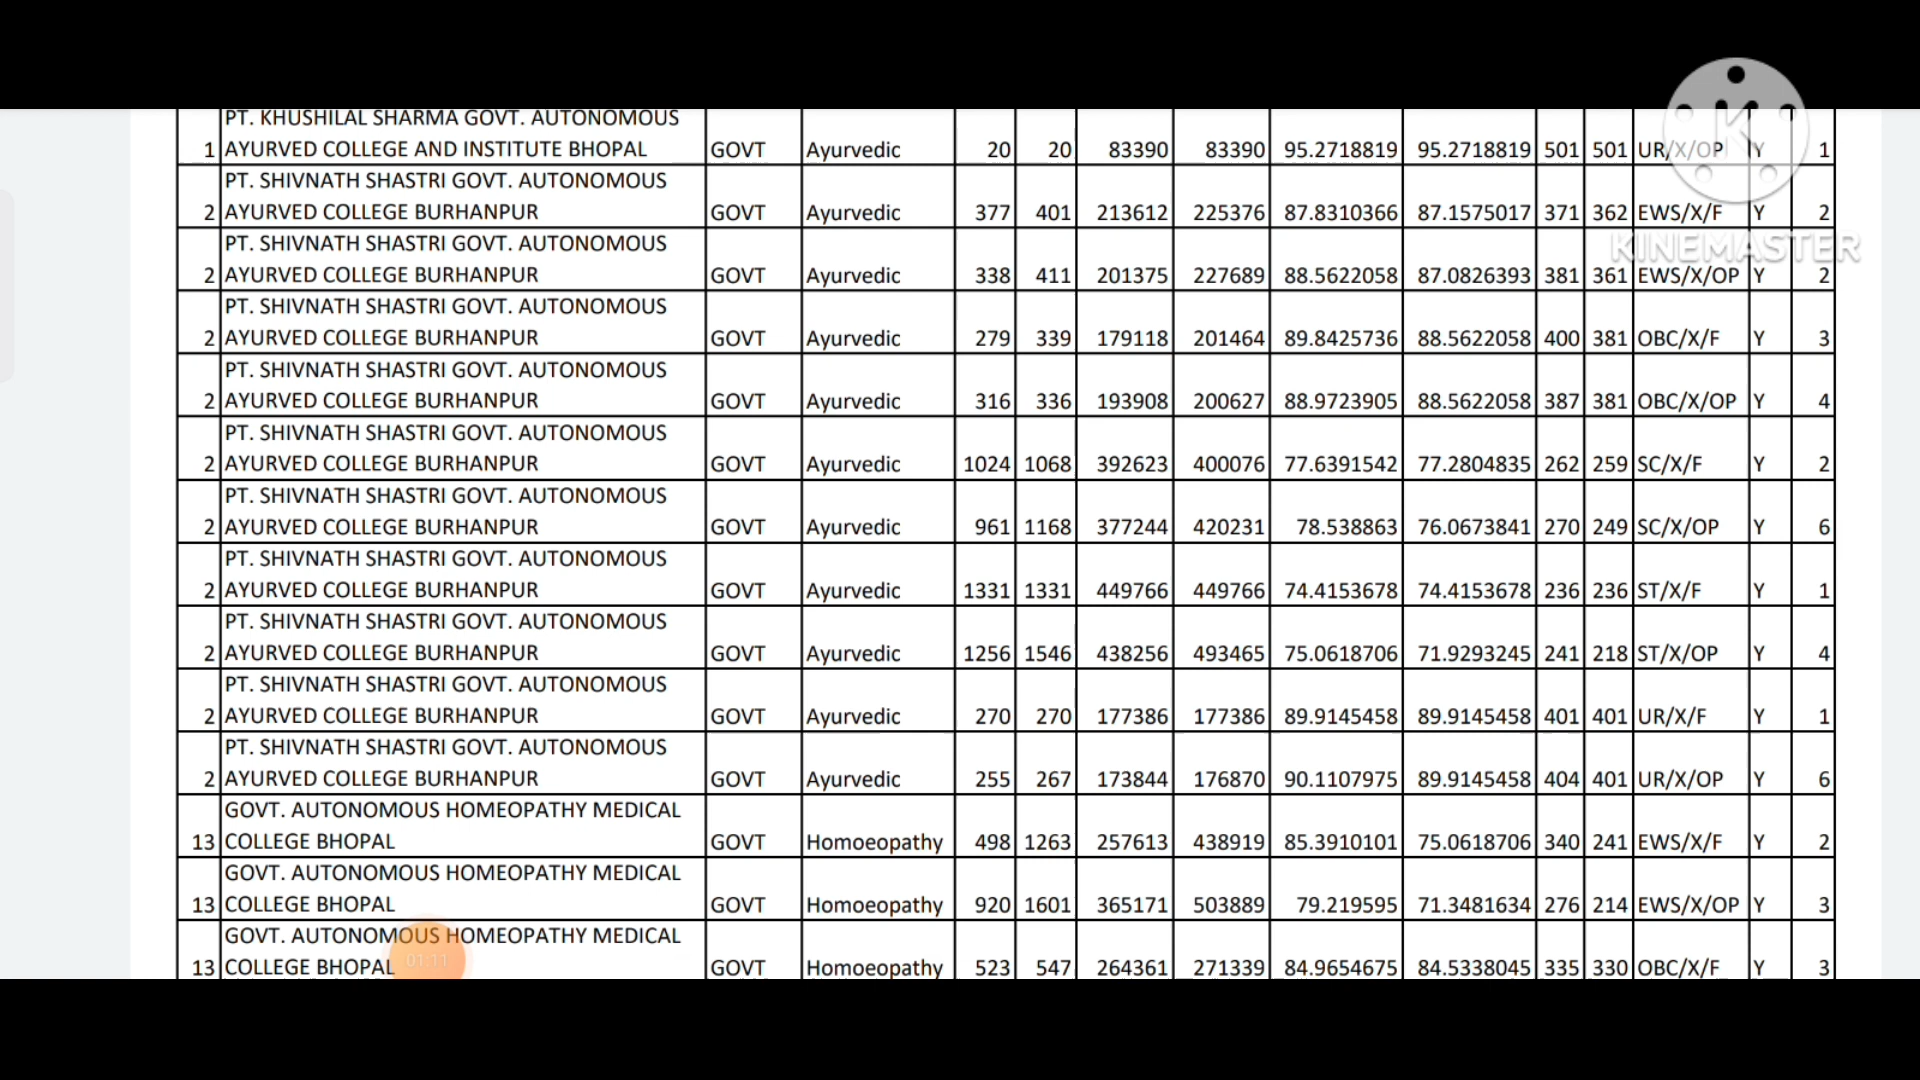 PT. KHUSHILAL SHARMA GOVT. AUTONOMOUS
1 AYURVED COLLEGE AND INSTITUTE BHOPAL GOVT Ayurvedic 20 20 83390 83390 95.2718819 95.2718819 501 501 UR/X/OP Y 1
PT. SHIVNATH SHASTRI GOVT. AUTONOMOUS
2 AYURVED COLLEGE BURHANPUR GOVT Ayurvedic 377 401 213612 225376 87.8310366 87.1575017 371 362 EWS/X/F Y 2
KINEMASTER
PT. SHIVNATH SHASTRI GOVT. AUTONOMOUS
2 AYURVED COLLEGE BURHANPUR GOVT Ayurvedic 338 411 201375 227689 88.5622058 87.0826393 381 361 EWS/X/OP Y 2
PT. SHIVNATH SHASTRI GOVT. AUTONOMOUS
2 AYURVED COLLEGE BURHANPUR GOVT Ayurvedic 279 339 179118 201464 89.8425736 88.5622058 400 381 OBC/X/F Y 3
PT. SHIVNATH SHASTRI GOVT. AUTONOMOUS
2 AYURVED COLLEGE BURHANPUR GOVT Ayurvedic 316 336 193908 200627 88.9723905 88.5622058 387 381 OBC/X/OP Y 4
PT. SHIVNATH SHASTRI GOVT. AUTONOMOUS
2 AYURVED COLLEGE BURHANPUR GOVT Ayurvedic 1024 1068 392623 400076 77.6391542 77.2804835 262 259 SC/X/F Y 2
PT. SHIVNATH SHASTRI GOVT. AUTONOMOUS
2 AYURVED COLLEGE BURHANPUR GOVT Ayurvedic 961 1168 377244 420231 78.538863 76.0673841 270 249 SC/X/OP Y 6
PT. SHIVNATH SHASTRI GOVT. AUTONOMOUS
2 AYURVED COLLEGE BURHANPUR GOVT Ayurvedic 1331 1331 449766 449766 74.4153678 74.4153678 236 236 ST/X/F Y 1
PT. SHIVNATH SHASTRI GOVT. AUTONOMOUS
2 AYURVED COLLEGE BURHANPUR GOVT Ayurvedic 1256 1546 438256 493465 75.0618706 71.9293245 241 218 ST/X/OP Y 4
PT. SHIVNATH SHASTRI GOVT. AUTONOMOUS
2 AYURVED COLLEGE BURHANPUR GOVT Ayurvedic 270 270 177386 177386 89.9145458 89.9145458 401 401 UR/X/F Y 1
PT. SHIVNATH SHASTRI GOVT. AUTONOMOUS
2 AYURVED COLLEGE BURHANPUR GOVT Ayurvedic 255 267 173844 176870 90.1107975 89.9145458 404 401 UR/X/OP Y 6
GOVT. AUTONOMOUS HOMEOPATHY MEDICAL
13 COLLEGE BHOPAL GOVT Homoeopathy 498 1263 257613 438919 85.3910101 75.0618706 340 241 EWS/X/F Y 2
GOVT. AUTONOMOUS HOMEOPATHY MEDICAL
13 COLLEGE BHOPAL GOVT Homoeopathy 920 1601 365171 503889 79.219595 71.3481634 276 214 EWS/X/OP Y 3
GOVT. AUTONOMOUS HOMEOPATHY MEDICAL
13 COLLEGE BHOPAL GOVT Homoeopathy 523 547 264361 271339 84.9654675 84.5338045 335 330 OBC/X/F Y 3
01:11